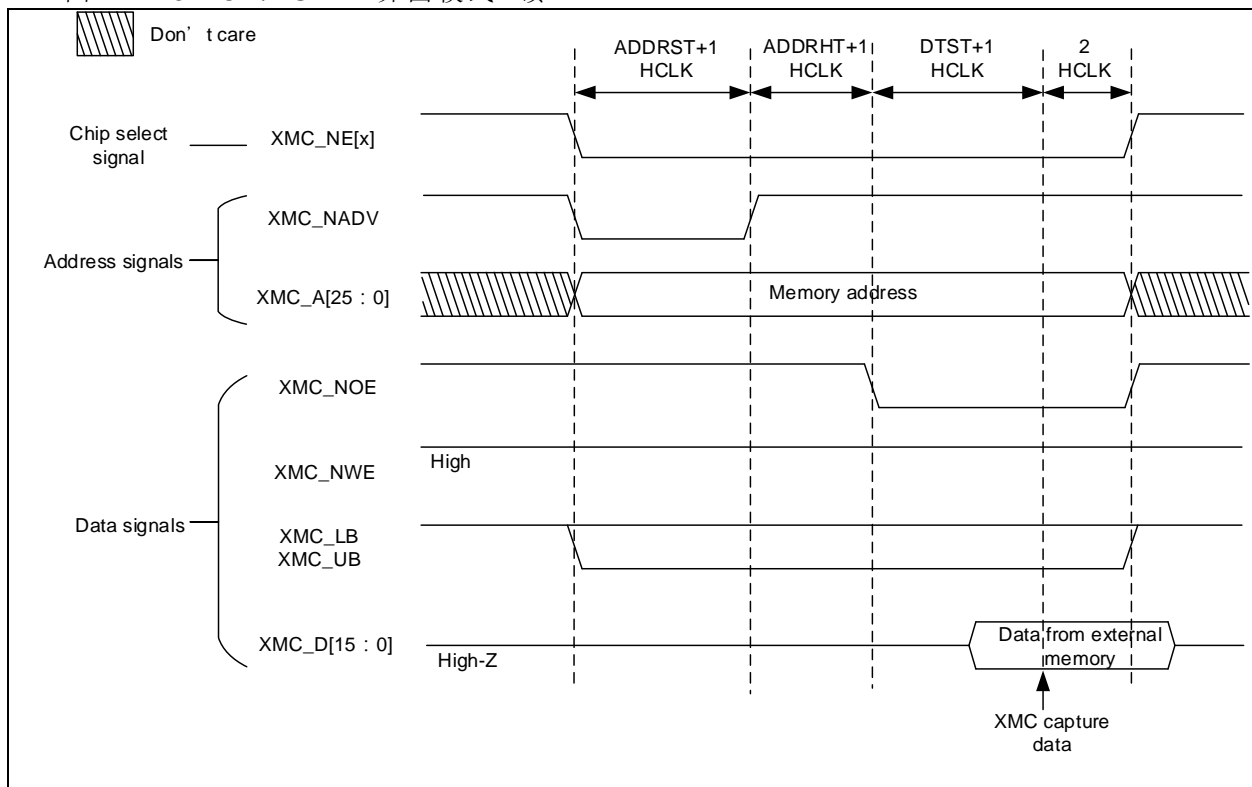 Don't care
ADDRST+1
HCLK
ADDRHT+1
HCLK
DTST+1
HCLK
2
HCLK
Chip select
signal
XMC_NE[x]
XMC_NADV
Address signals
XMC_A[25 : 0]
Memory address
XMC_NOE
High
XMC_NWE
Data signals
XMC_LB
XMC_UB
XMC_D[15 : 0]
High-Z
Data from external
memory
XMC capture
data